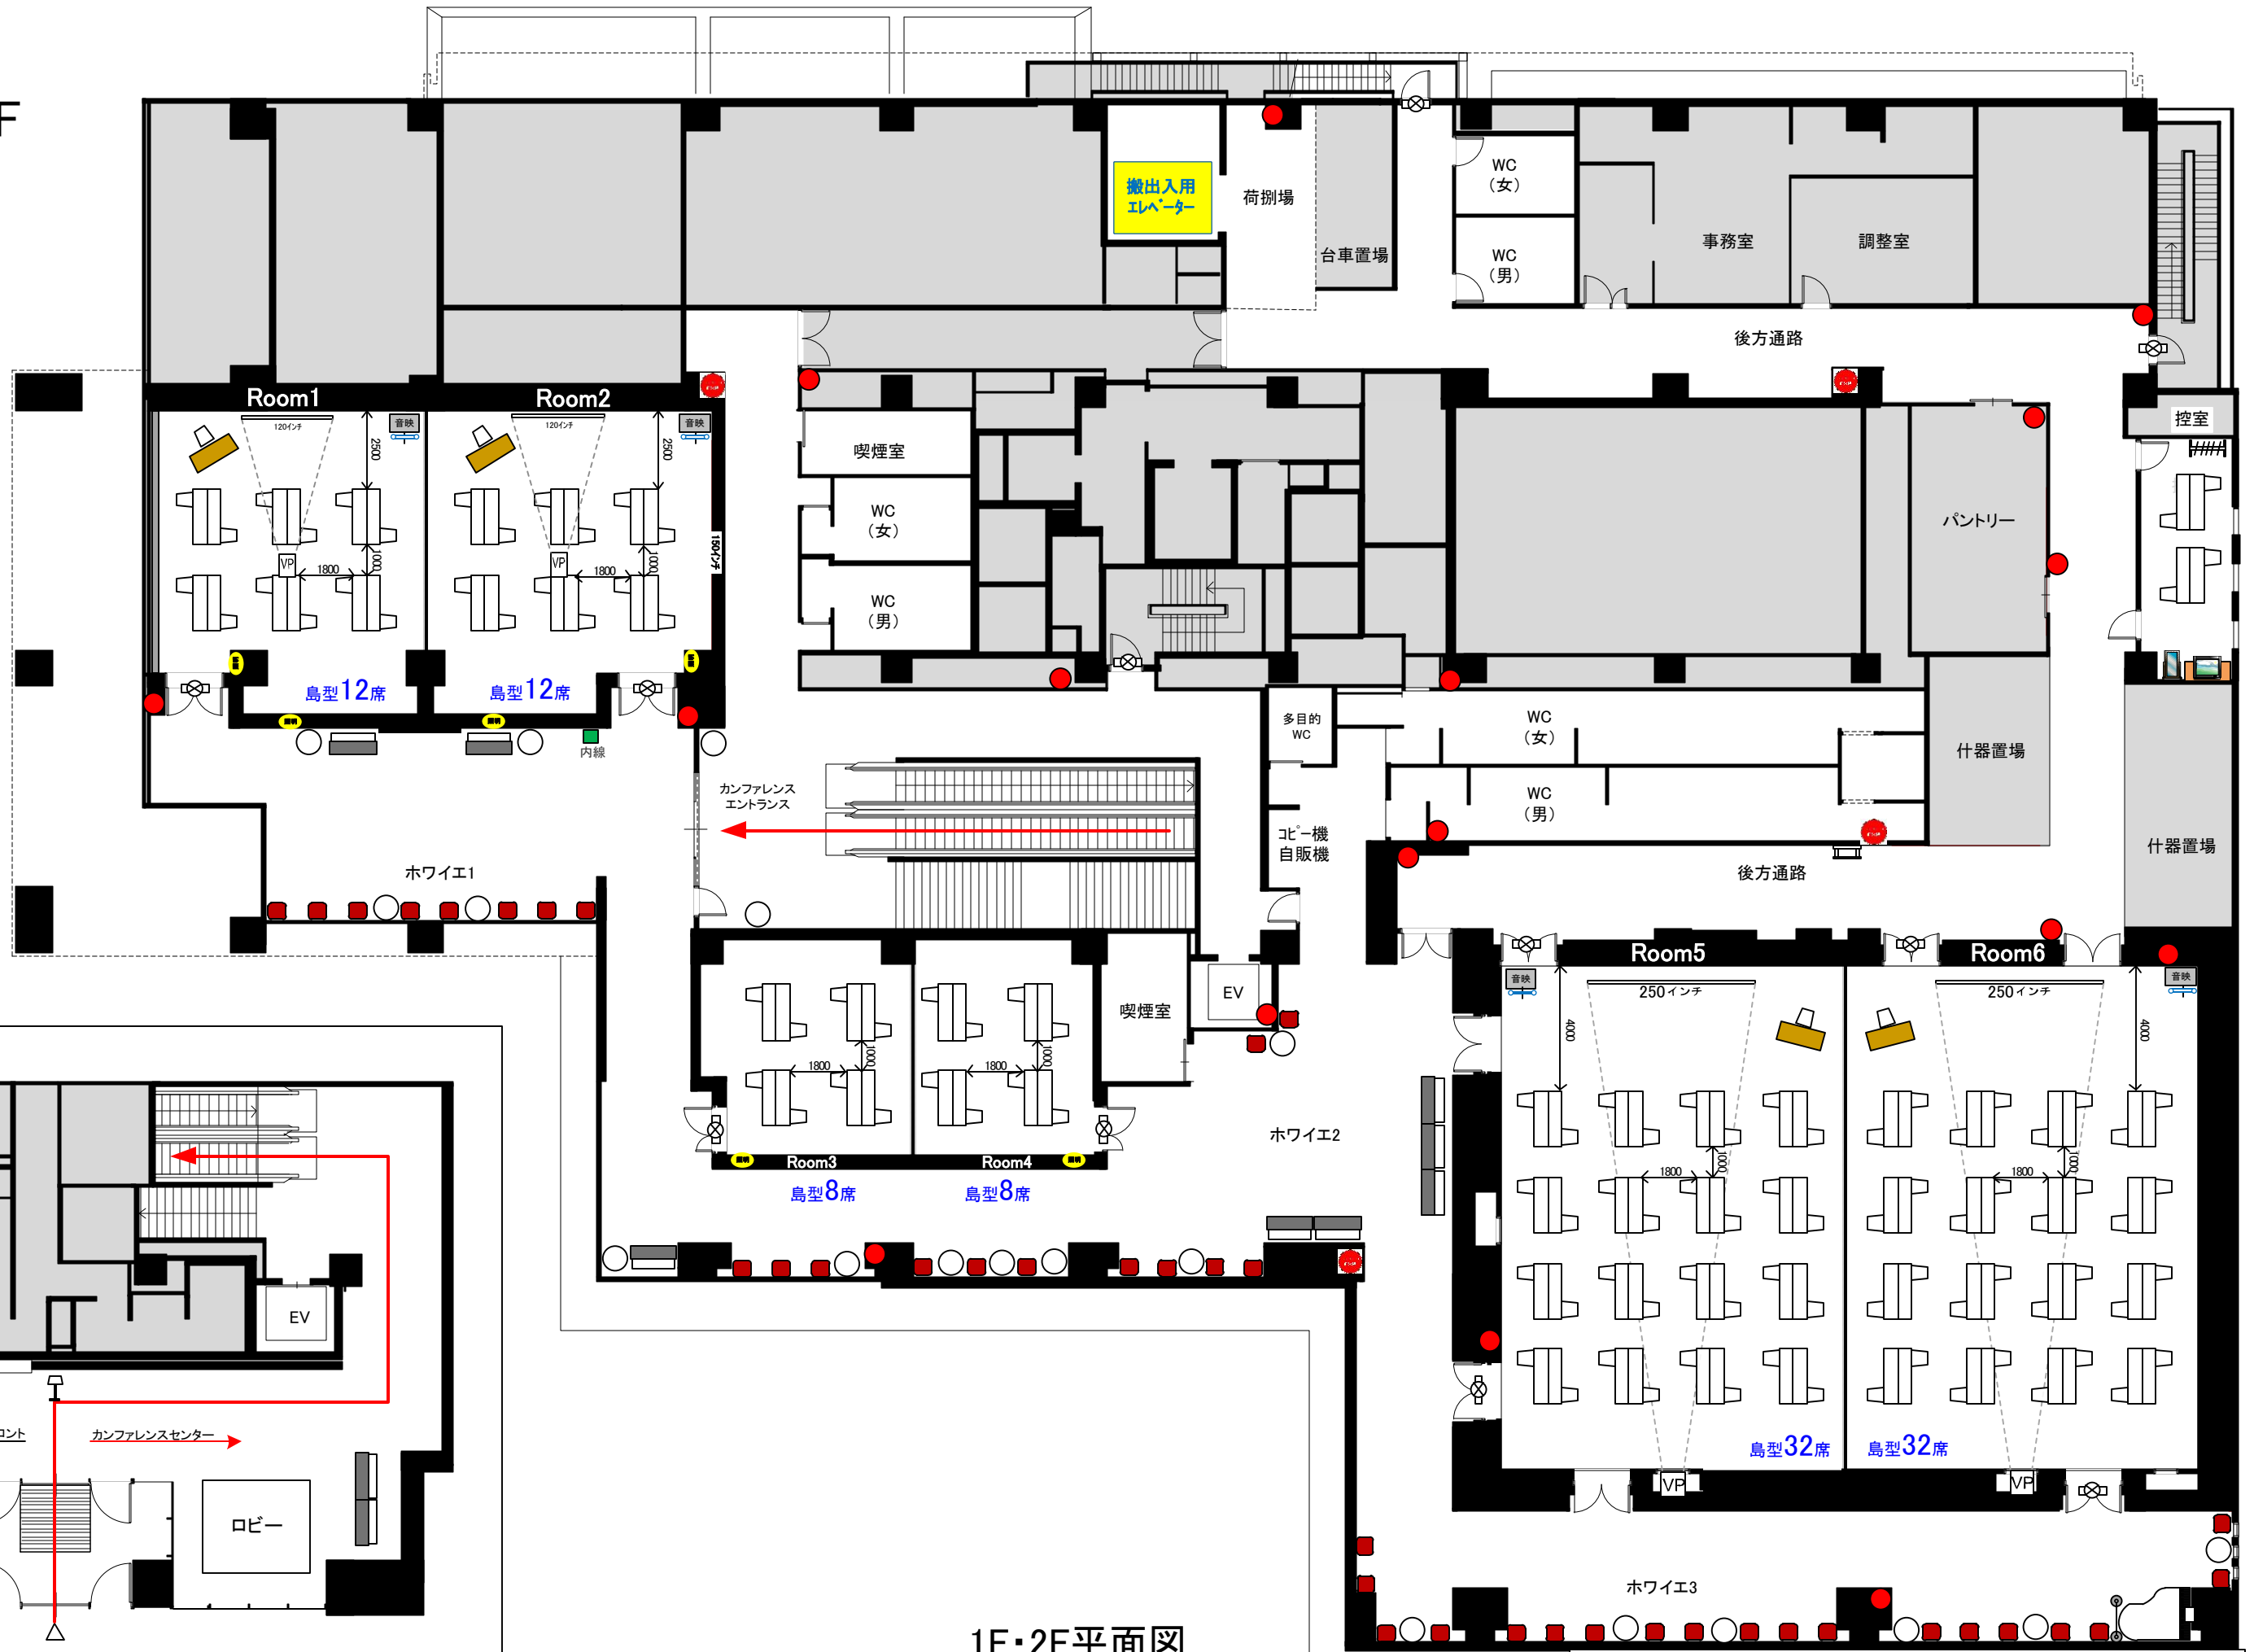 F
搬出入用
エレベーター
荷捌場
台車置場
WC
(女)
WC
(男)
事務室
調整室
後方通路
Room1
Room2
120インチ
音映
2500
120インチ
音映
2500
VP
1800
1000
VP
1800
1000
150インチ
喫煙室
WC
(女)
WC
(男)
パントリー
控室
島型12席
島型12席
照明
照明
内線
カンファレンス
エントランス
多目的
WC
WC
(女)
WC
(男)
什器置場
什器置場
コピー機
自販機
ホワイエ1
後方通路
Room5
Room6
音映
250インチ
4000
250インチ
音映
4000
EV
喫煙室
1800
1000
1800
1000
ホワイエ2
照明
Room3
Room4
照明
島型8席
島型8席
1800
1000
1800
1000
島型32席
島型32席
VP
VP
ホワイエ3
EV
ロント
カンファレンスセンター
ロビー
1F・2F平面図